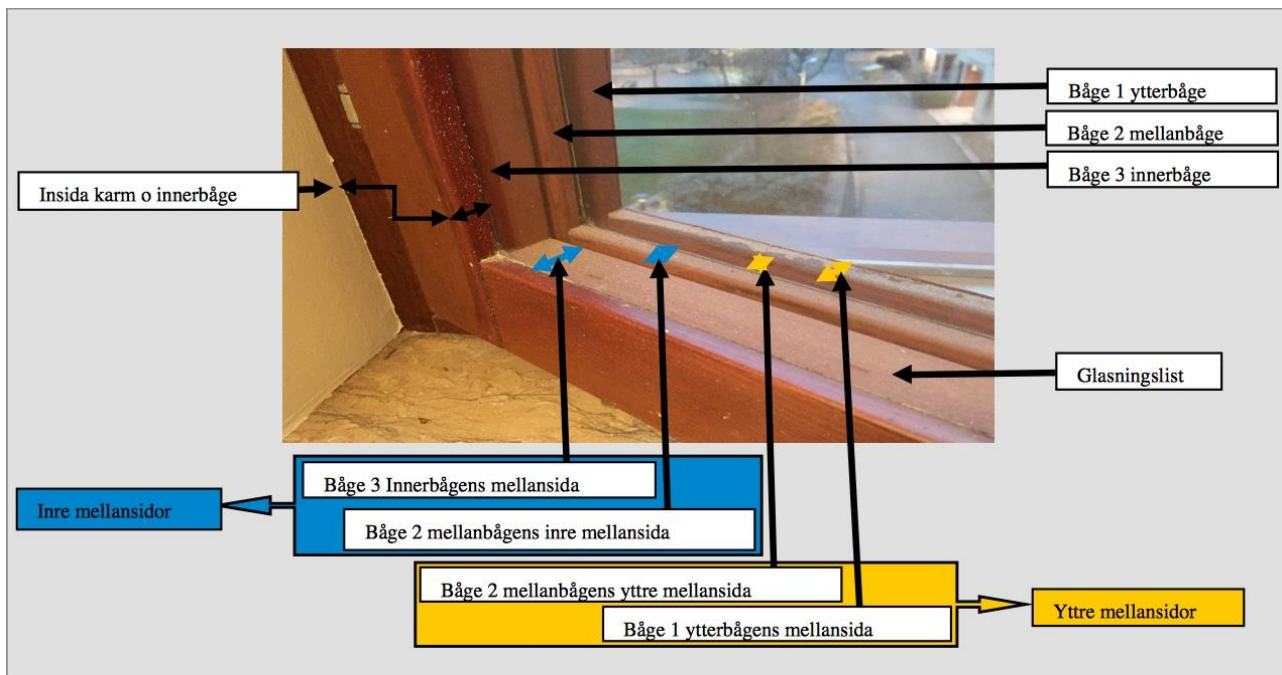 Båge 1 ytterbåge
Båge 2 mellanbåge
Båge 3 innerbåge
Insida karm o innerbåge
Glasningslist
Båge 3 Innerbågens mellansida
Inre mellansidor
Båge 2 mellanbågens inre mellansida
Båge 2 mellanbågens yttre mellansida
Yttre mellansidor
Båge 1 ytterbågens mellansida